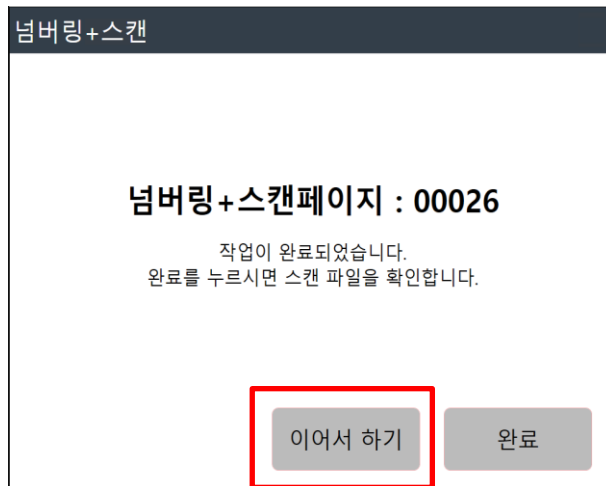 넘버링+스캔
넘버링+스캔페이지 : 00026
작업이 완료되었습니다.
완료를 누르시면 스캔 파일을 확인합니다.
이어서 하기
완료